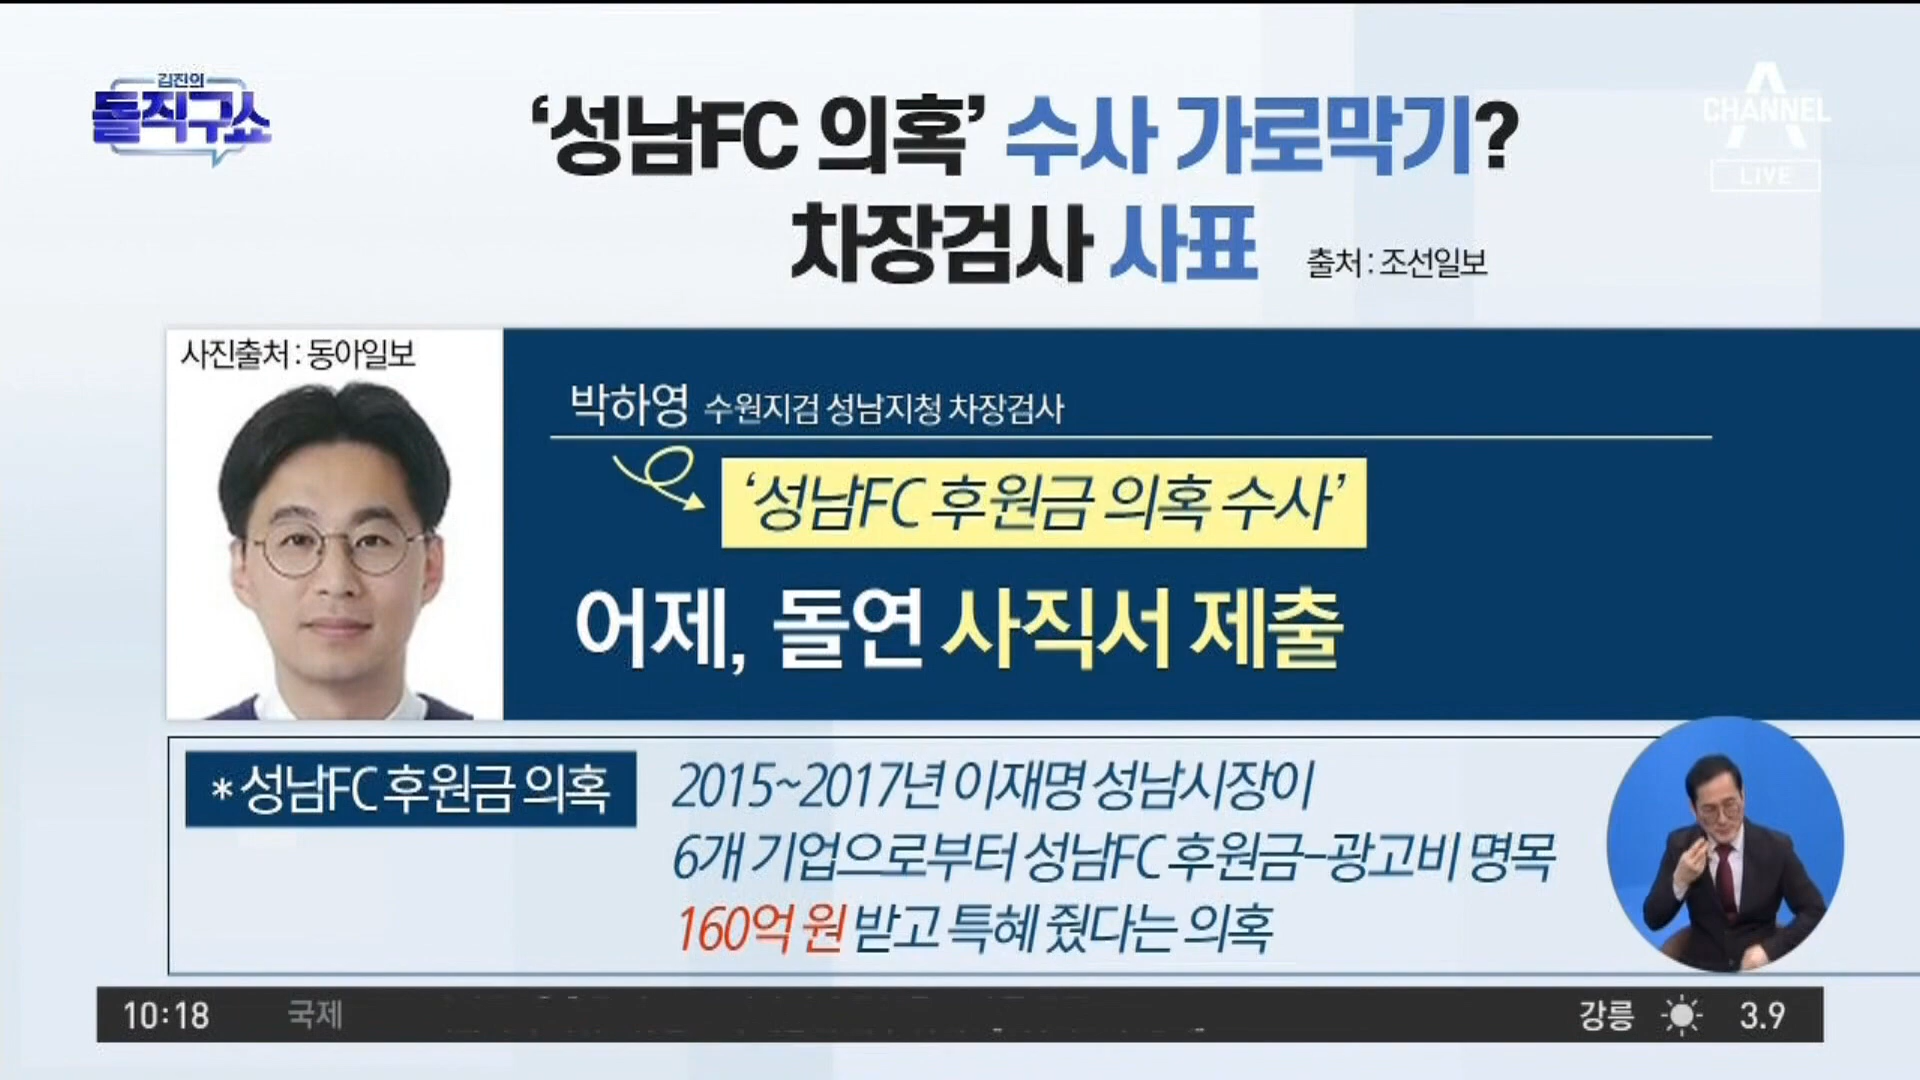 김진의
돌직구쇼
‘성남FC 의혹’ 수사 가로막기?
차장검사 사표
출처 : 조선일보
CHANNEL A
LIVE
사진출처 : 동아일보
박하영 수원지검 성남지청 차장검사
‘성남FC 후원금 의혹 수사’
어제, 돌연 사직서 제출
* 성남FC 후원금 의혹
2015~2017년 이재명 성남시장이
6개 기업으로부터 성남FC 후원금-광고비 명목
160억 원 받고 특혜 줬다는 의혹
10:18 국제
강릉 3.9